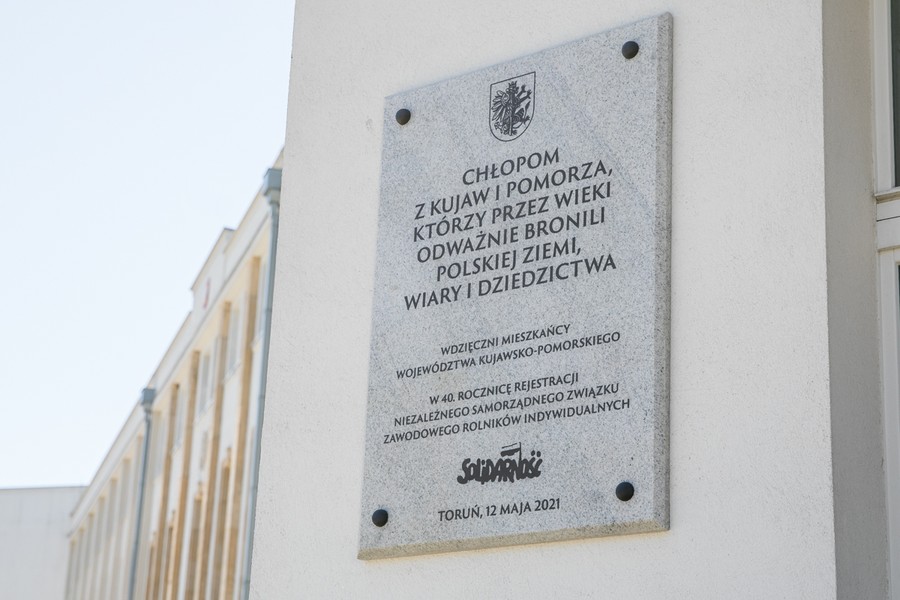 CHŁOPOM
Z KUJAW I POMORZA,
KTÓRZY PRZEZ WIEKI
ODWAŻNIE BRONILI
POLSKIEJ ZIEMI,
WIARY I DZIEDZICTWA
WDZIĘCZNI MIESZKAŃCY
WOJEWÓDZTWA KUJAWSKO-POMORSKIEGO
W 40. ROCZNICĘ REJESTRACJI
NIEZALEŻNEGO SAMORZĄDNEGO ZWIĄZKU
ZAWODOWEGO ROLNIKÓW INDYWIDUALNYCH
SOLIDARNOŚĆ
TORUŃ, 12 MAJA 2021